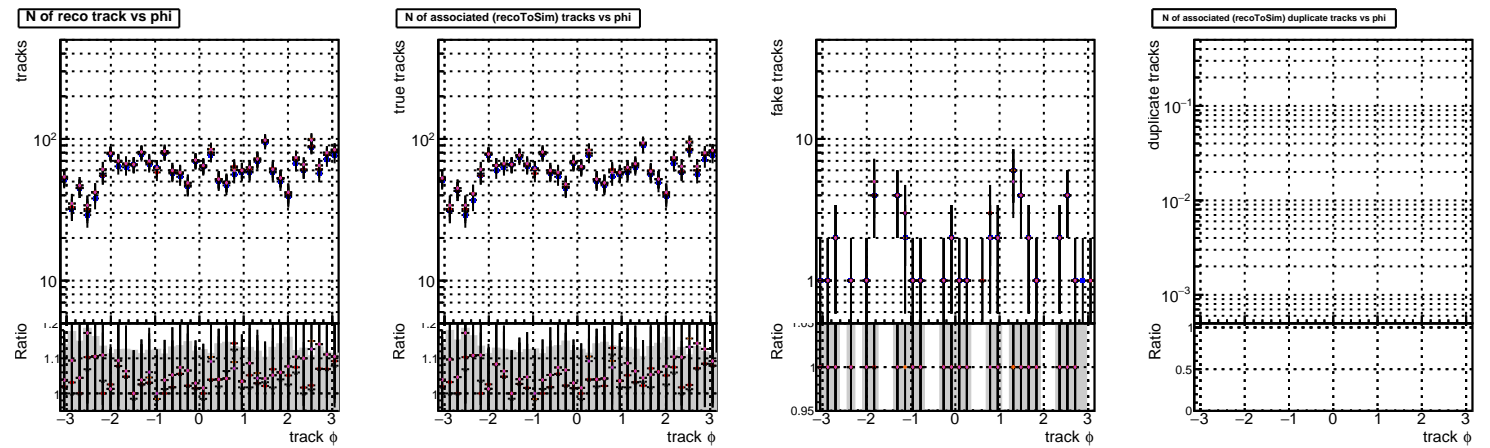 N of reco track vs phi
tracks
10²
10
Ratio
1.2
1.1
1
−3 −2 −1 0 1 2 3
track ϕ
N of associated (recoToSim) tracks vs phi
true tracks
10²
10
Ratio
1.2
1.1
1
−3 −2 −1 0 1 2 3
track ϕ
fake tracks
10
1
Ratio
1.05
1
0.95
−3 −2 −1 0 1 2 3
track ϕ
N of associated (recoToSim) duplicate tracks vs phi
duplicate tracks
10⁻¹
10⁻²
10⁻³
Ratio
1
0.5
0
−3 −2 −1 0 1 2 3
track ϕ